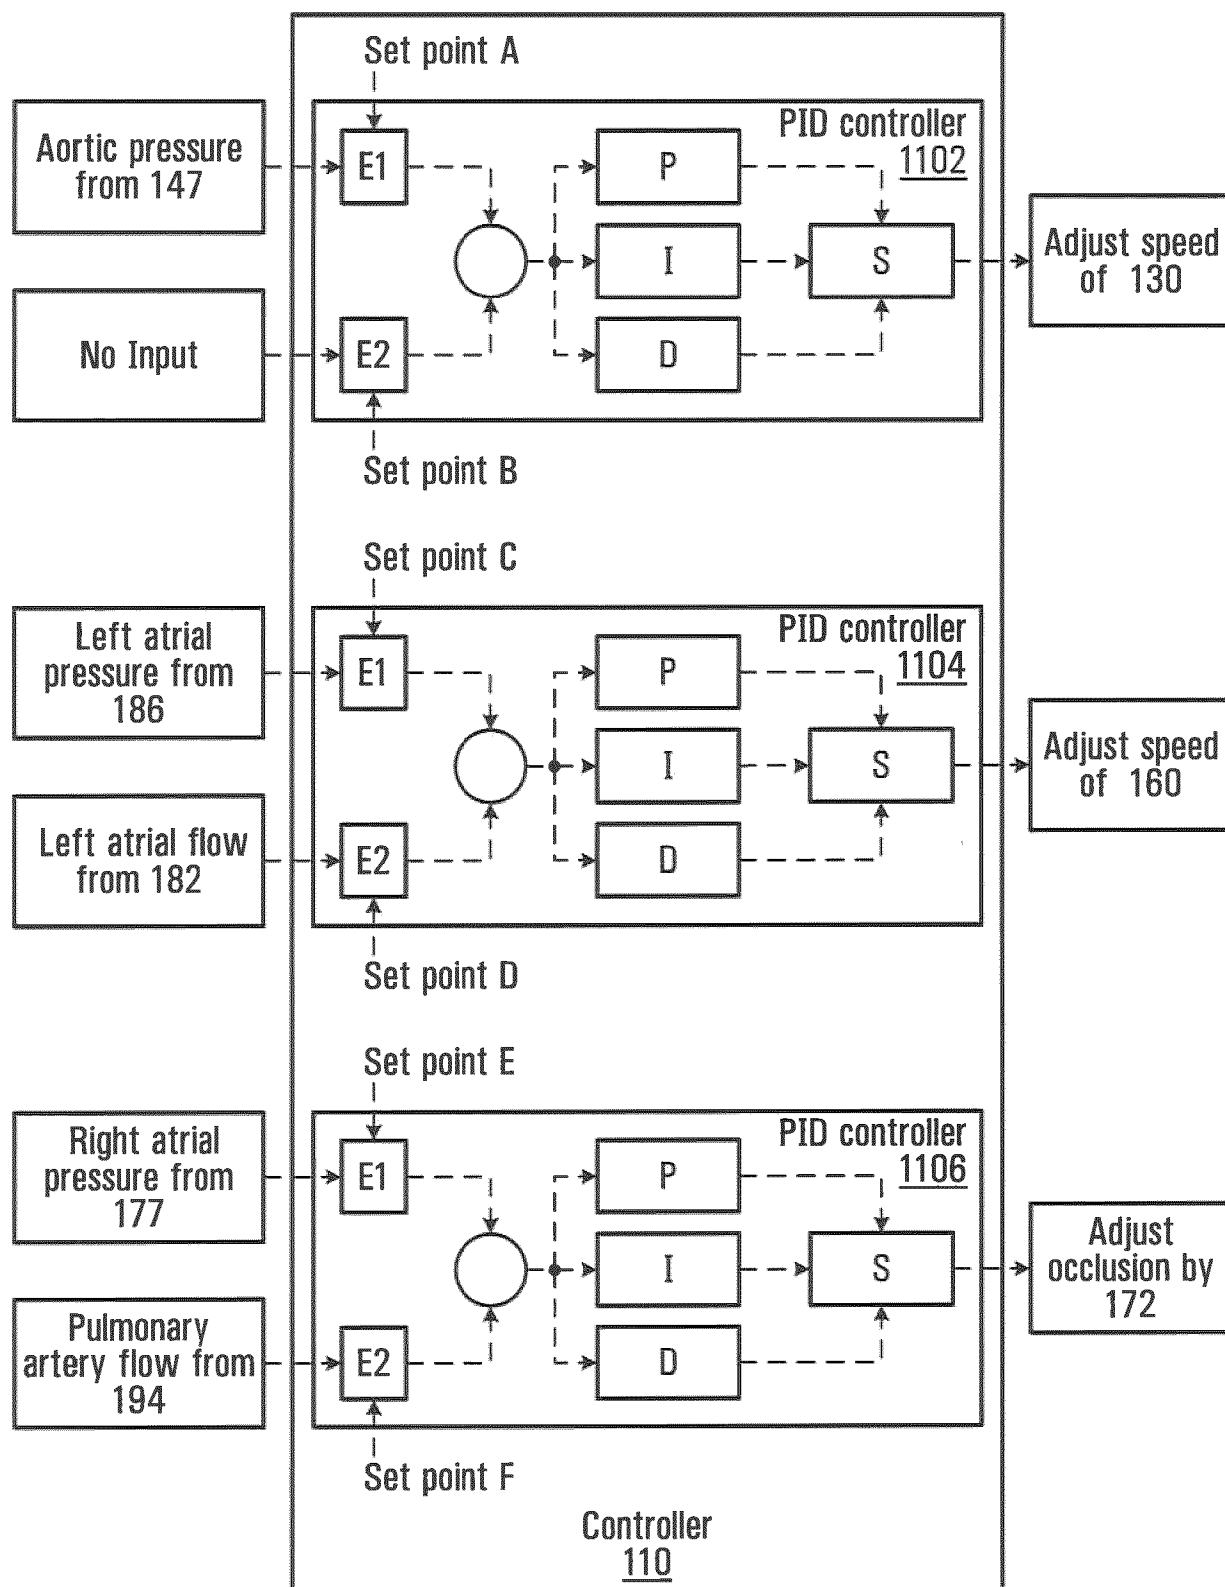 Set point A
Aortic pressure
from 147
E1
P
PID controller
1102
I
S
Adjust speed
of 130
No Input
E2
D
Set point B
Set point C
Left atrial
pressure from
186
E1
P
PID controller
1104
I
S
Adjust speed
of 160
Left atrial flow
from 182
E2
D
Set point D
Set point E
Right atrial
pressure from
177
E1
P
PID controller
1106
I
S
Adjust
occlusion by
172
Pulmonary
artery flow from
194
E2
D
Set point F
Controller
110